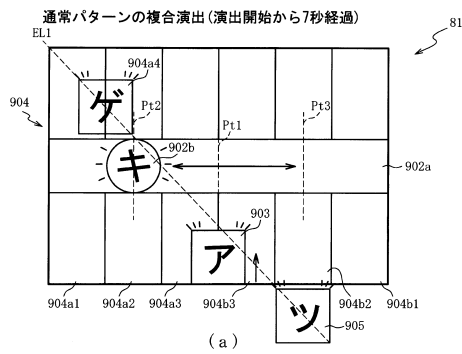 通常パターンの複合演出(演出開始から7秒経過)
81
EL1
904a4
904
ゲ
Pt2
Pt1
Pt3
キ
902b
902a
903
ア
904a1
904a2
904a3
904b3
904b2
904b1
ツ
905
(a)